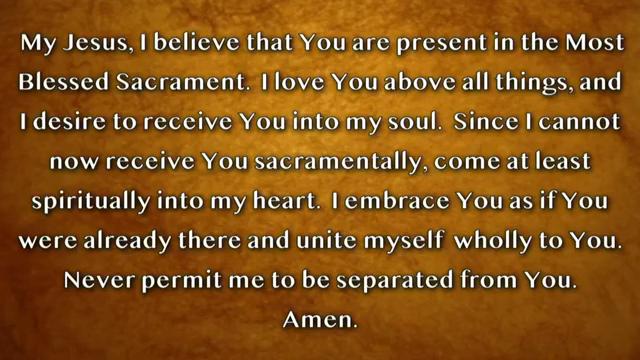 My Jesus, I believe that You are present in the Most
Blessed Sacrament.  I love You above all things, and
I desire to receive You into my soul.  Since I cannot
now receive You sacramentally, come at least
spiritually into my heart.  I embrace You as if You
were already there and unite myself  wholly to You.
Never permit me to be separated from You.
Amen.